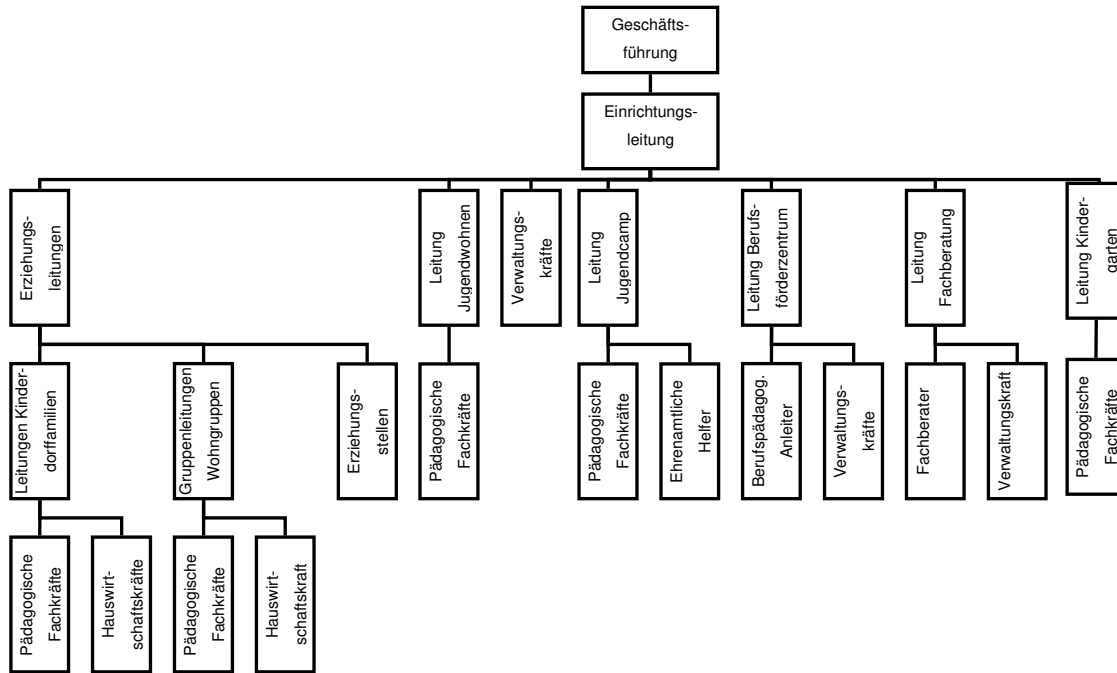 Geschäfts-
führung
Einrichtungs-
leitung
Erziehungs-
leitungen
Leitung
Jugendwohnen
Verwaltungs-
kräfte
Leitung
Jugendcamp
Leitung Berufs-
förderzentrum
Leitung
Fachberatung
Leitung Kinder-
garten
Leitungen Kinder-
dorffamilien
Gruppenleitungen
Wohngruppen
Erziehungs-
stellen
Pädagogische
Fachkräfte
Pädagogische
Fachkräfte
Ehrenamtliche
Helfer
Berufspädagog.
Anleiter
Verwaltungs-
kräfte
Fachberater
Verwaltungskraft
Pädagogische
Fachkräfte
Pädagogische
Fachkräfte
Hauswirt-
schaftskräfte
Pädagogische
Fachkräfte
Hauswirt-
schaftskraft